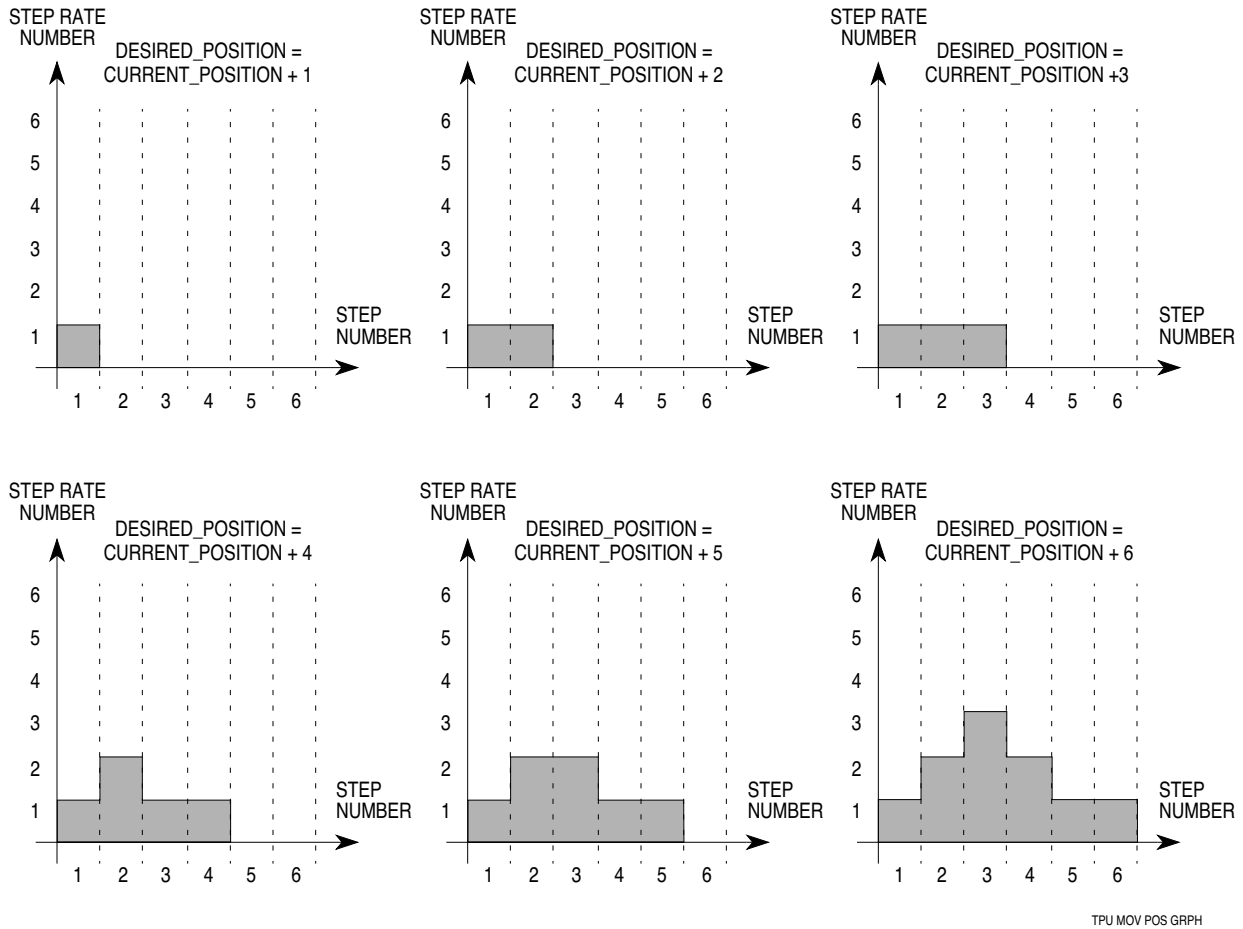 STEP RATE
NUMBER
DESIRED_POSITION =
CURRENT_POSITION + 1
6
5
4
3
2
1
STEP
NUMBER
1 2 3 4 5 6
STEP RATE
NUMBER
DESIRED_POSITION =
CURRENT_POSITION + 2
6
5
4
3
2
1
STEP
NUMBER
1 2 3 4 5 6
STEP RATE
NUMBER
DESIRED_POSITION =
CURRENT_POSITION +3
6
5
4
3
2
1
STEP
NUMBER
1 2 3 4 5 6
STEP RATE
NUMBER
DESIRED_POSITION =
CURRENT_POSITION + 4
6
5
4
3
2
1
STEP
NUMBER
1 2 3 4 5 6
STEP RATE
NUMBER
DESIRED_POSITION =
CURRENT_POSITION + 5
6
5
4
3
2
1
STEP
NUMBER
1 2 3 4 5 6
STEP RATE
NUMBER
DESIRED_POSITION =
CURRENT_POSITION + 6
6
5
4
3
2
1
STEP
NUMBER
1 2 3 4 5 6
TPU MOV POS GRPH